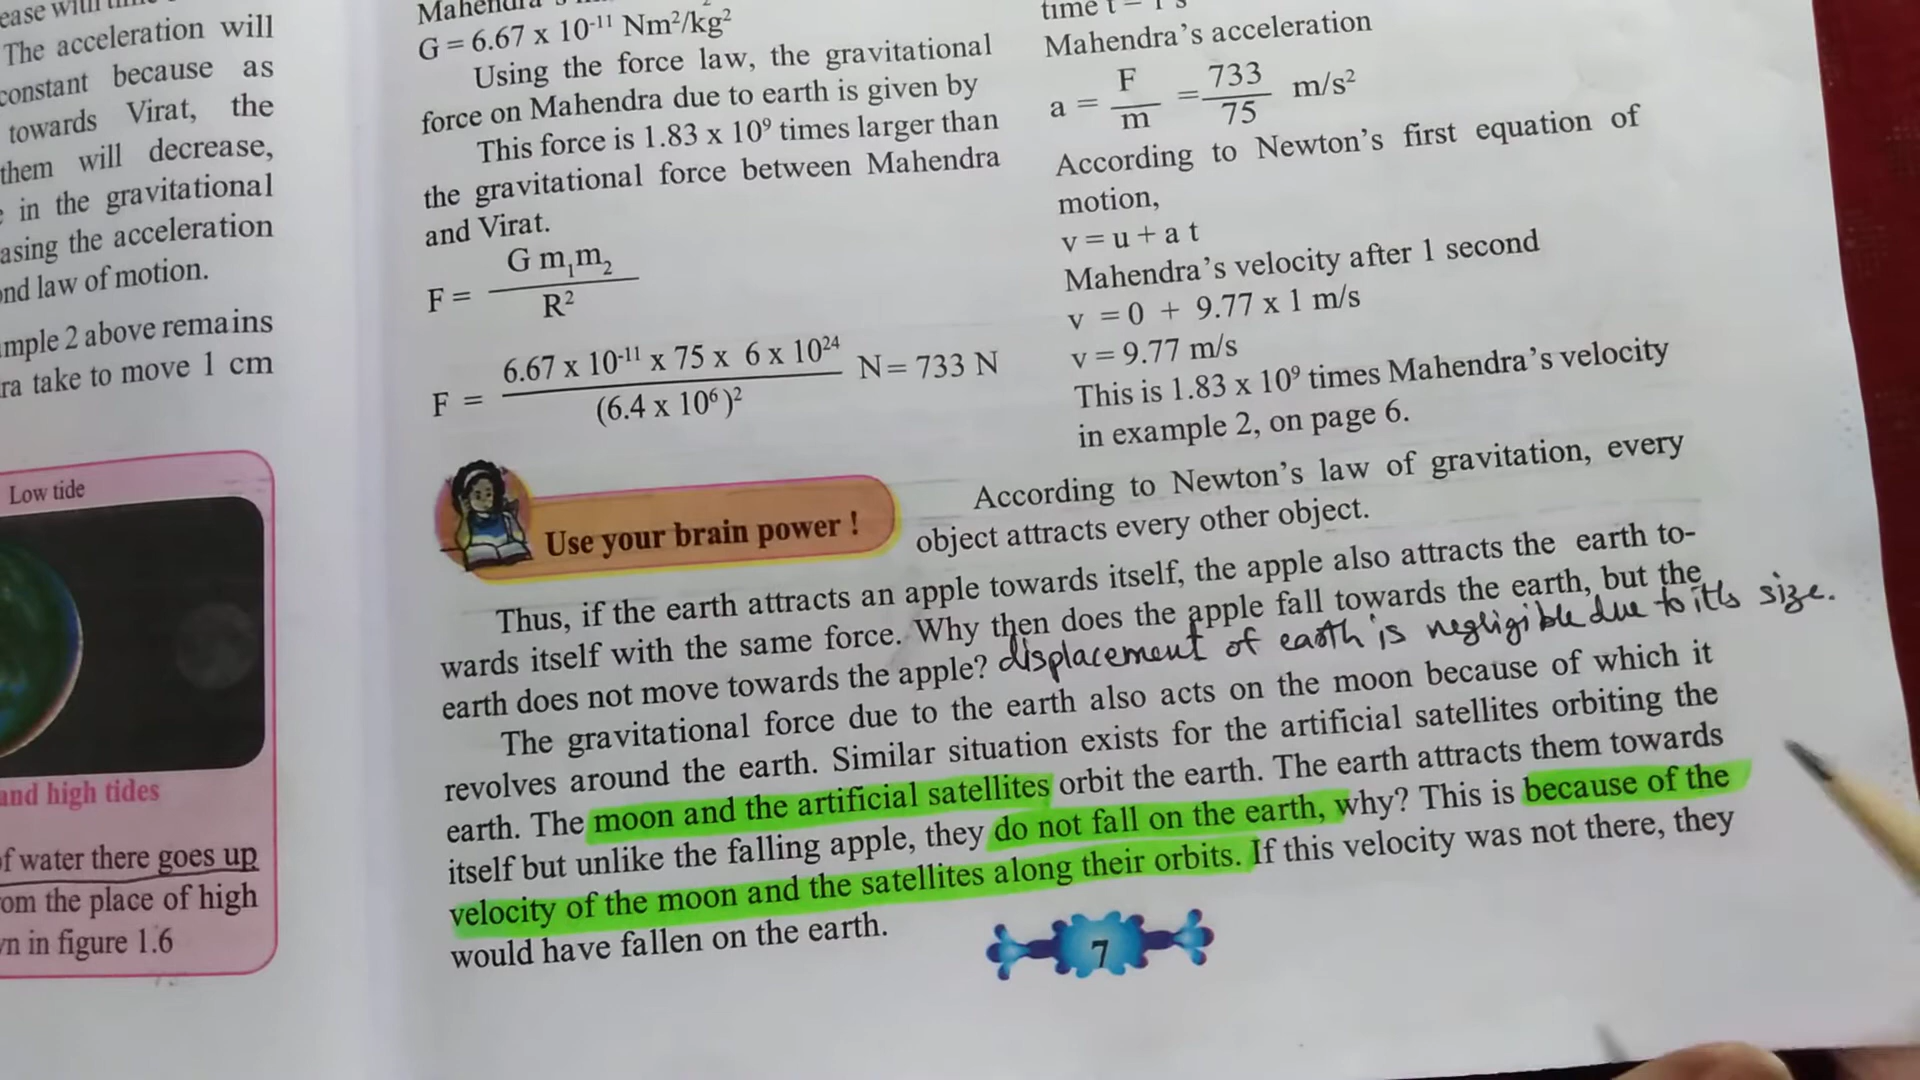 The acceleration will
constant because as
towards Virat, the
them will decrease,
in the gravitational
asing the acceleration
nd law of motion.
mple 2 above remains
ra take to move 1 cm
Low tide
and high tides
f water there goes up
om the place of high
n in figure 1.6
G = 6.67 x 10⁻¹¹ Nm²/kg²
Using the force law, the gravitational
force on Mahendra due to earth is given by
This force is 1.83 x 10⁹ times larger than
the gravitational force between Mahendra
and Virat.
F = G m₁m₂ / R²
F = 6.67 x 10⁻¹¹ x 75 x 6 x 10²⁴ / (6.4 x 10⁶)² N= 733 N
time t = 1 s
Mahendra's acceleration
a = F / m = 733 / 75 m/s²
According to Newton's first equation of
motion,
v = u + a t
Mahendra's velocity after 1 second
v = 0 + 9.77 x 1 m/s
v = 9.77 m/s
This is 1.83 x 10⁹ times Mahendra's velocity
in example 2, on page 6.
Use your brain power !
According to Newton's law of gravitation, every
object attracts every other object.
Thus, if the earth attracts an apple towards itself, the apple also attracts the earth to-
wards itself with the same force. Why then does the apple fall towards the earth, but the
earth does not move towards the apple? displacement of earth is negligible due to its size.
The gravitational force due to the earth also acts on the moon because of which it
revolves around the earth. Similar situation exists for the artificial satellites orbiting the
earth. The moon and the artificial satellites orbit the earth. The earth attracts them towards
itself but unlike the falling apple, they do not fall on the earth, why? This is because of the
velocity of the moon and the satellites along their orbits. If this velocity was not there, they
would have fallen on the earth.
7